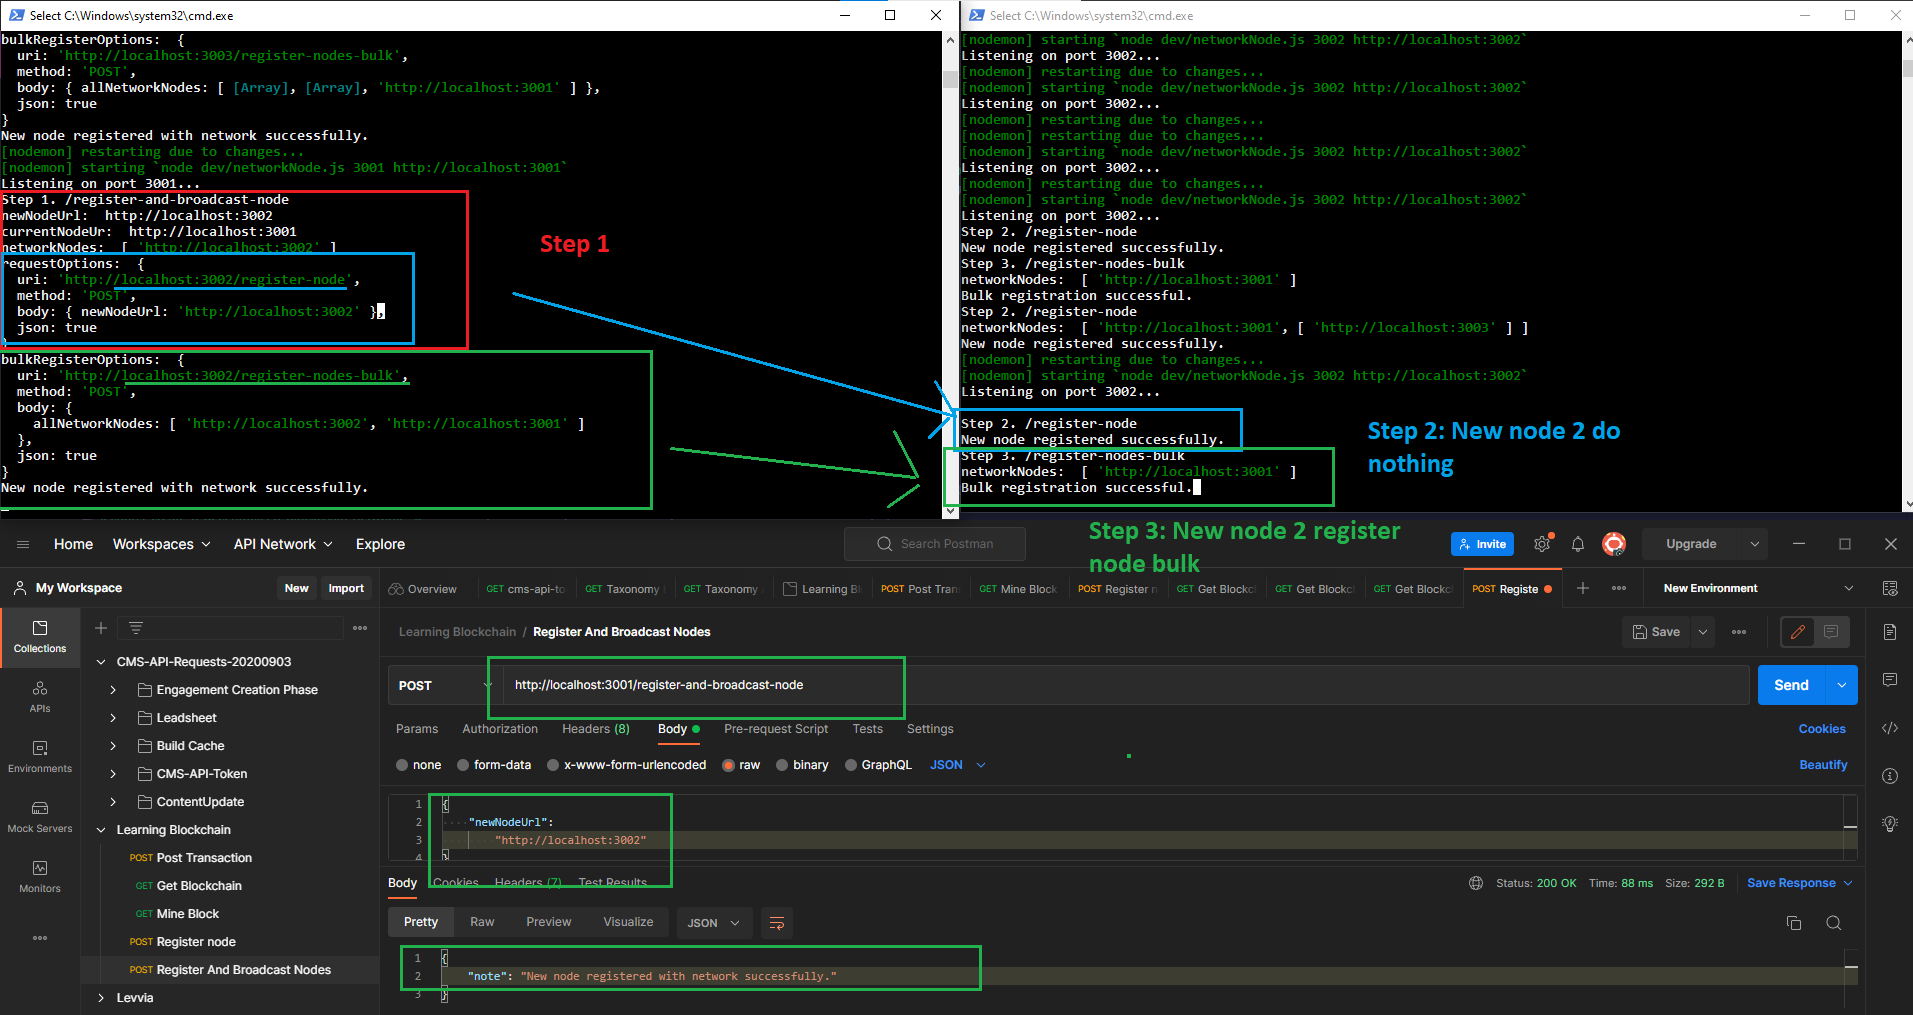 Select C:\Windows\system32\cmd.exe
bulkRegisterOptions:  {
uri: 'http://localhost:3003/register-nodes-bulk',
method: 'POST',
body: { allNetworkNodes: [ [Array], [Array], 'http://localhost:3001' ] },
json: true
}
New node registered with network successfully.
[nodemon] restarting due to changes...
[nodemon] starting `node dev/networkNode.js 3001 http://localhost:3001`
Listening on port 3001...
Step 1. /register-and-broadcast-node
newNodeUrl:  http://localhost:3002
currentNodeUr:  http://localhost:3001
networkNodes:  [ 'http://localhost:3002' ]
requestOptions:  {
uri: 'http://localhost:3002/register-node',
method: 'POST',
body: { newNodeUrl: 'http://localhost:3002' },
json: true
}
bulkRegisterOptions:  {
uri: 'http://localhost:3002/register-nodes-bulk',
method: 'POST',
body: {
allNetworkNodes: [ 'http://localhost:3002', 'http://localhost:3001' ]
},
json: true
}
New node registered with network successfully.
Step 1
Select C:\Windows\system32\cmd.exe
[nodemon] starting `node dev/networkNode.js 3002 http://localhost:3002`
Listening on port 3002...
[nodemon] restarting due to changes...
[nodemon] starting `node dev/networkNode.js 3002 http://localhost:3002`
Listening on port 3002...
[nodemon] restarting due to changes...
[nodemon] restarting due to changes...
[nodemon] starting `node dev/networkNode.js 3002 http://localhost:3002`
Listening on port 3002...
[nodemon] restarting due to changes...
[nodemon] starting `node dev/networkNode.js 3002 http://localhost:3002`
Listening on port 3002...
Step 2. /register-node
New node registered successfully.
Step 3. /register-nodes-bulk
networkNodes:  [ 'http://localhost:3001' ]
Bulk registration successful.
Step 2. /register-node
networkNodes:  [ 'http://localhost:3001', [ 'http://localhost:3003' ] ]
New node registered successfully.
[nodemon] restarting due to changes...
[nodemon] starting `node dev/networkNode.js 3002 http://localhost:3002`
Listening on port 3002...
Step 2. /register-node
New node registered successfully.
Step 3. /register-nodes-bulk
networkNodes:  [ 'http://localhost:3001' ]
Bulk registration successful.
Step 2: New node 2 do
nothing
Step 3: New node 2 register
node bulk
Home Workspaces API Network Explore Search Postman Invite Upgrade
My Workspace New Import
Overview GET cms-api-to GET Taxonomy GET Taxonomy Learning Bl POST Post Tran GET Mine Block POST Register n GET Get Blockc GET Get Blockc GET Get Blockc POST Registe New Environment
Collections
APIs
Environments
Mock Servers
Monitors
CMS-API-Requests-20200903
Engagement Creation Phase
Leadsheet
Build Cache
CMS-API-Token
ContentUpdate
Learning Blockchain
POST Post Transaction
GET Get Blockchain
GET Mine Block
POST Register node
POST Register And Broadcast Nodes
Levvia
Learning Blockchain / Register And Broadcast Nodes Save
POST http://localhost:3001/register-and-broadcast-node Send
Params Authorization Headers (8) Body Pre-request Script Tests Settings Cookies
none form-data x-www-form-urlencoded raw binary GraphQL JSON Beautify
1 {
2 "newNodeUrl":
3 "http://localhost:3002"
4 }
Body Cookies Headers (7) Test Results Status: 200 OK Time: 88 ms Size: 292 B Save Response
Pretty Raw Preview Visualize JSON
1 {
2 "note": "New node registered with network successfully."
3 }